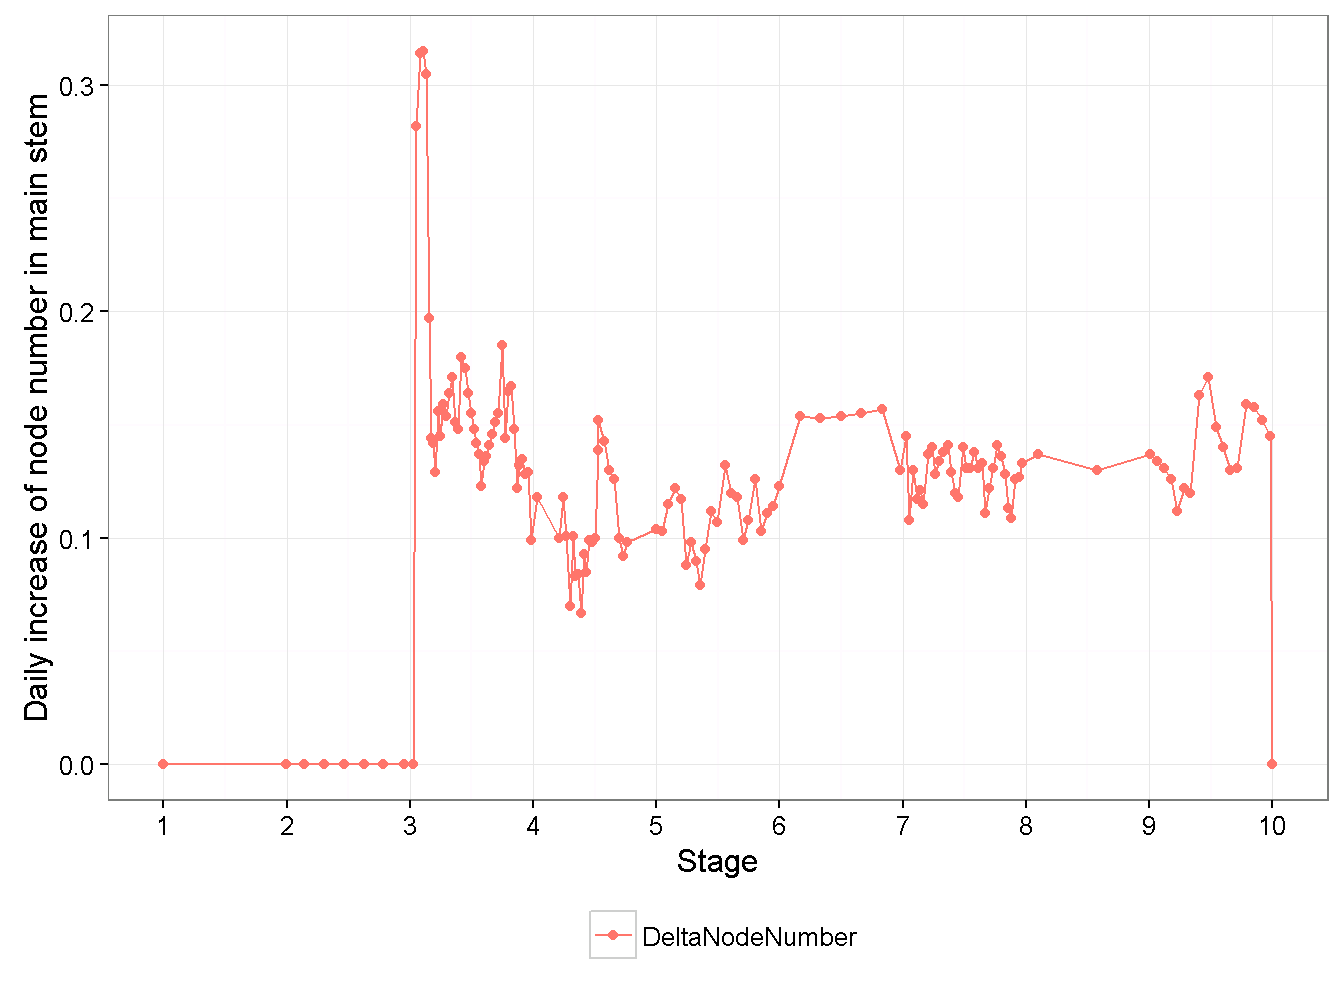 Daily increase of node number in main stem
0.3
0.2
0.1
0.0
1 2 3 4 5 6 7 8 9 10
Stage
DeltaNodeNumber